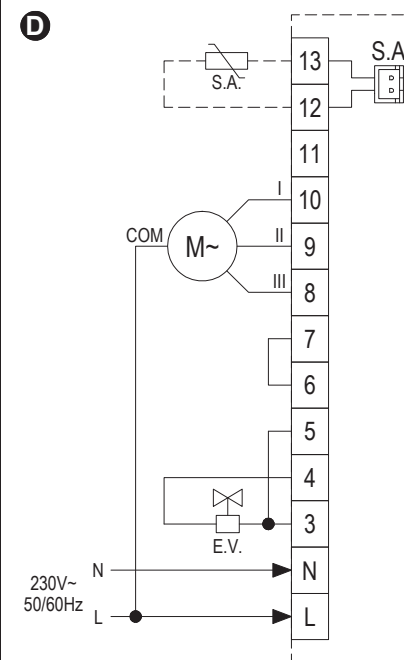 D
13
S.A.
S.A
12
11
I
10
COM
M~
II
9
III
8
7
6
5
4
3
E.V.
N
N
230V~
50/60Hz
L
L